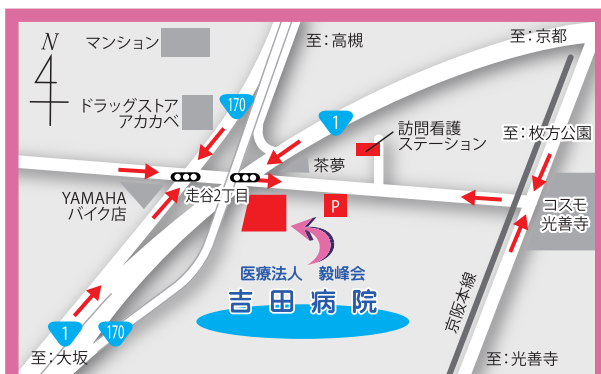 N
マンション
至：高槻
至：京都
ドラッグストア
アカカベ
170
1
訪問看護
ステーション
至：枚方公園
茶夢
YAMAHA
バイク店
走谷2丁目
P
コスモ
光善寺
医療法人 毅峰会
吉田病院
京阪本線
1
170
至：大坂
至：光善寺